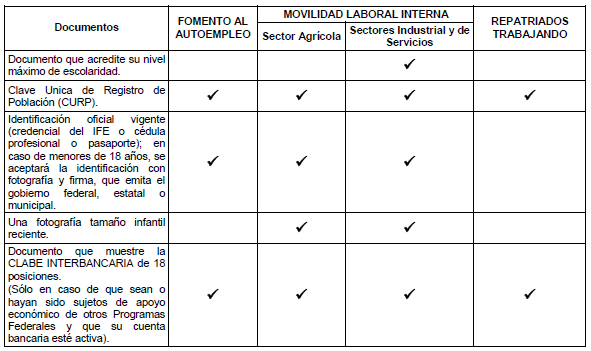 Documentos
FOMENTO AL
AUTOEMPLEO
MOVILIDAD LABORAL INTERNA
Sector Agrícola
Sectores Industrial y de
Servicios
REPATRIADOS
TRABAJANDO
Documento que acredite su nivel
máximo de escolaridad.
✓
Clave Unica de Registro de
Población (CURP).
✓ ✓ ✓ ✓
Identificación oficial vigente
(credencial del IFE o cédula
profesional o pasaporte); en
caso de menores de 18 años, se
aceptará la identificación con
fotografía y firma, que emita el
gobierno federal, estatal o
municipal.
✓ ✓ ✓
Una fotografía tamaño infantil
reciente.
✓ ✓
Documento que muestre la
CLABE INTERBANCARIA de 18
posiciones.
(Sólo en caso de que sean o
hayan sido sujetos de apoyo
económico de otros Programas
Federales y que su cuenta
bancaria esté activa).
✓ ✓ ✓ ✓